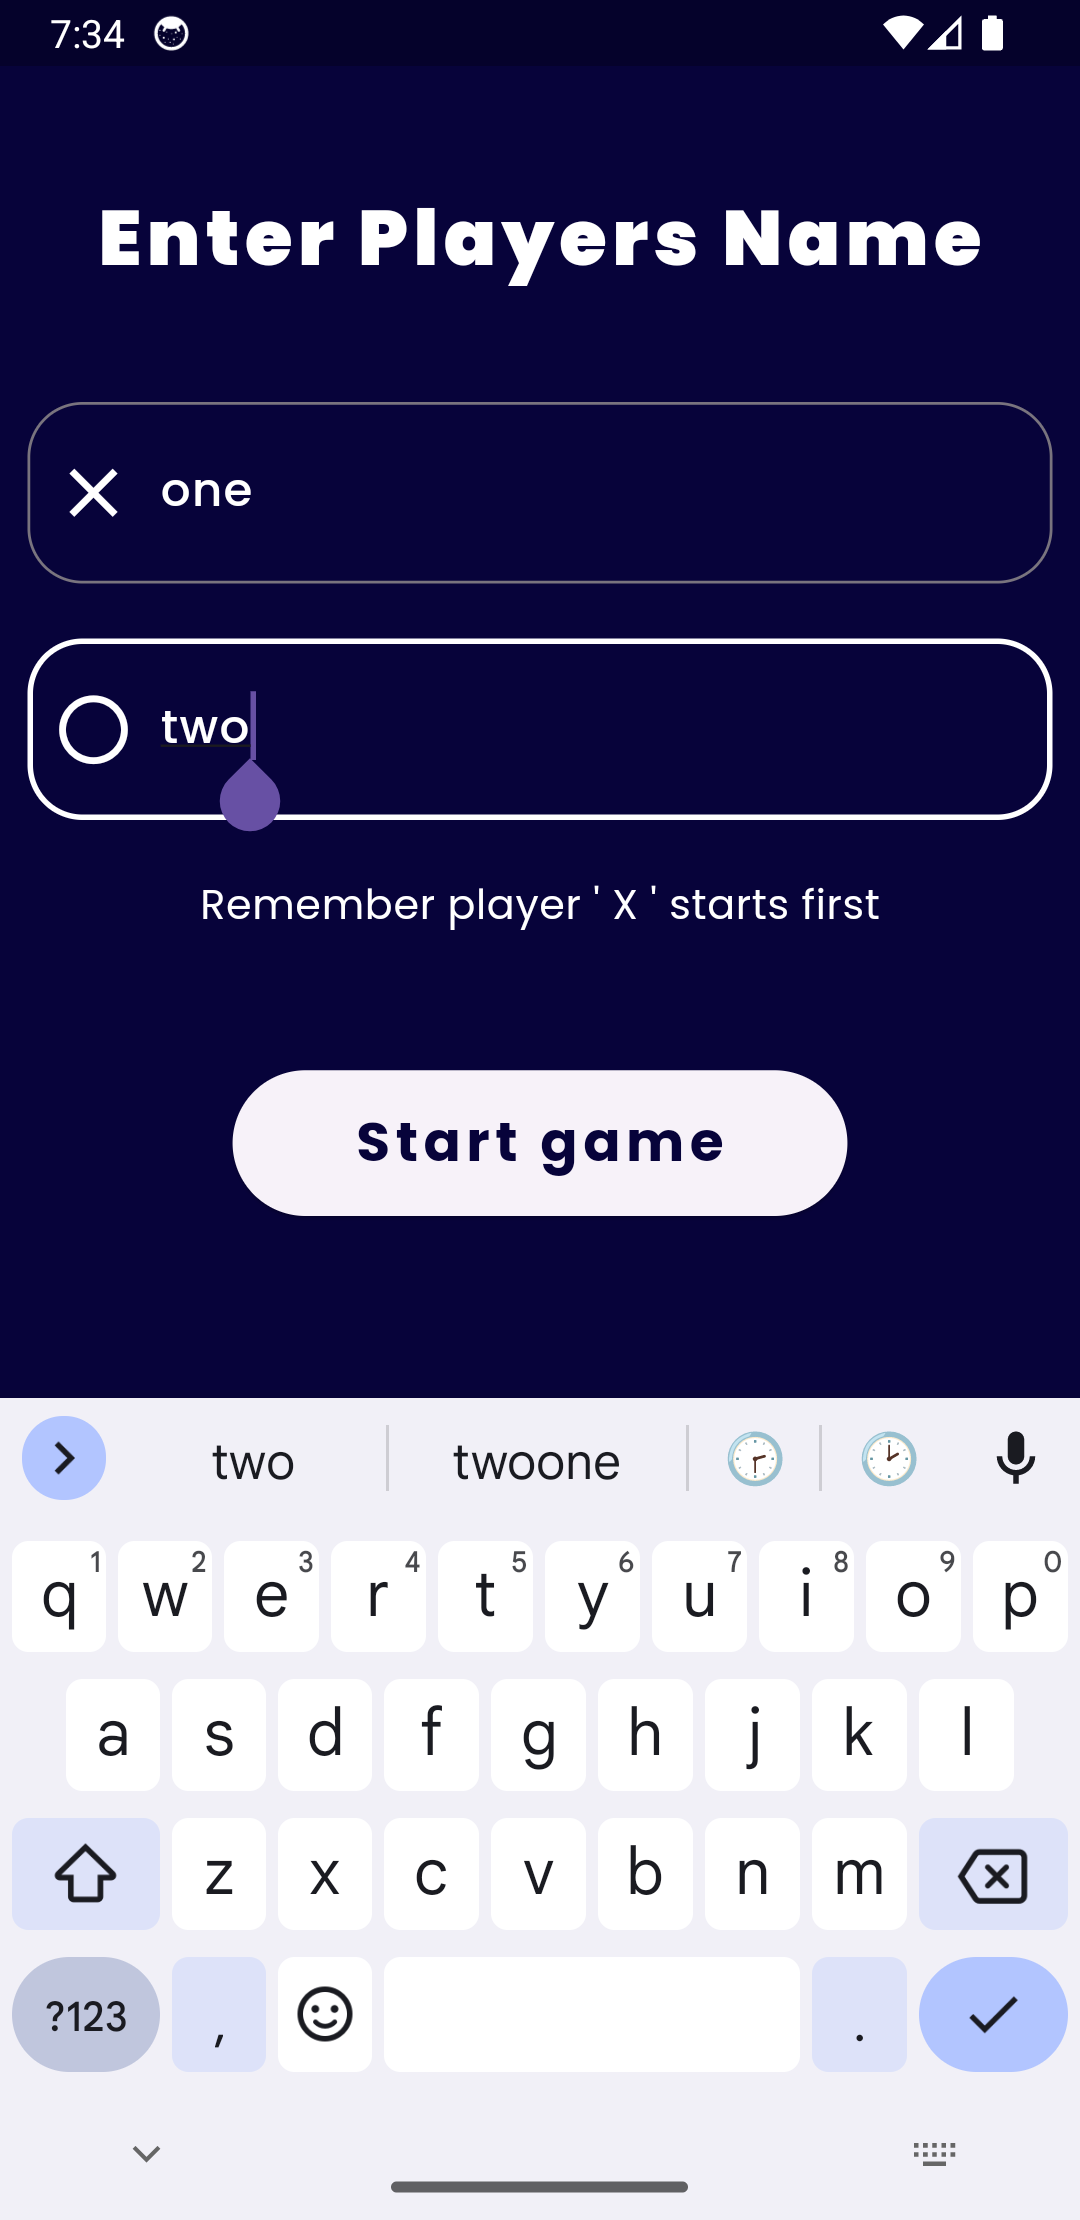 7:34
Enter Players Name
one
two
Remember player ' X ' starts first
Start game
two twoone
q 1 w 2 e 3 r 4 t 5 y 6 u 7 i 8 o 9 p 0
a s d f g h j k l
z x c v b n m
?123 , .